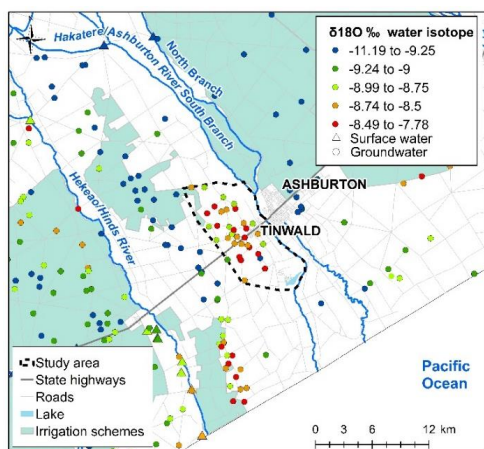 δ18O ‰ water isotope
-11.19 to -9.25
-9.24 to -9
-8.99 to -8.75
-8.74 to -8.5
-8.49 to -7.78
Surface water
Groundwater
Hakatere/Ashburton River South Branch
North Branch
ASHBURTON
TINWALD
Hekeao/Hinds River
Study area
State highways
Roads
Lake
Irrigation schemes
Pacific
Ocean
0 3 6 12 km